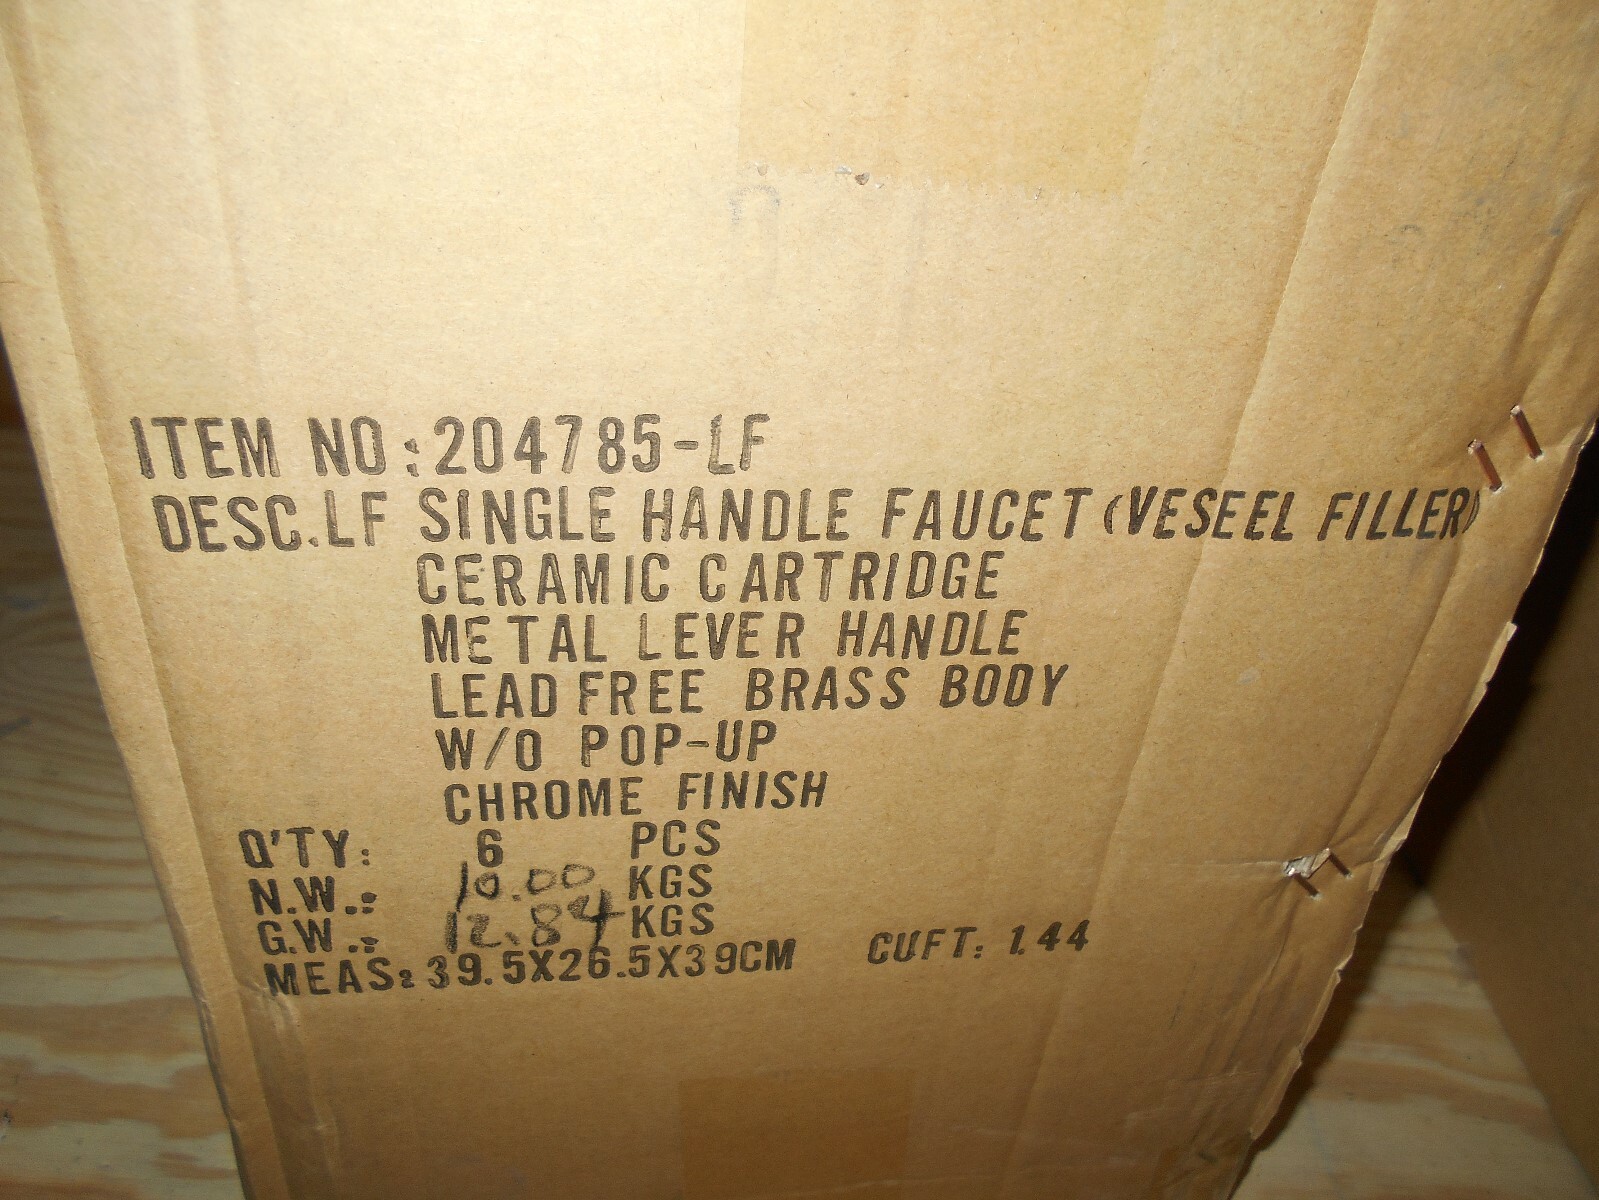 ITEM NO:204785-LF
DESC.LF SINGLE HANDLE FAUCET (VESEEL FILLER)
CERAMIC CARTRIDGE
METAL LEVER HANDLE
LEAD FREE BRASS BODY
W/O POP-UP
CHROME FINISH
Q'TY: 6 PCS
N.W.: 10.00 KGS
G.W.: 12.84 KGS
MEAS: 39.5X26.5X39CM CUFT: 1.44